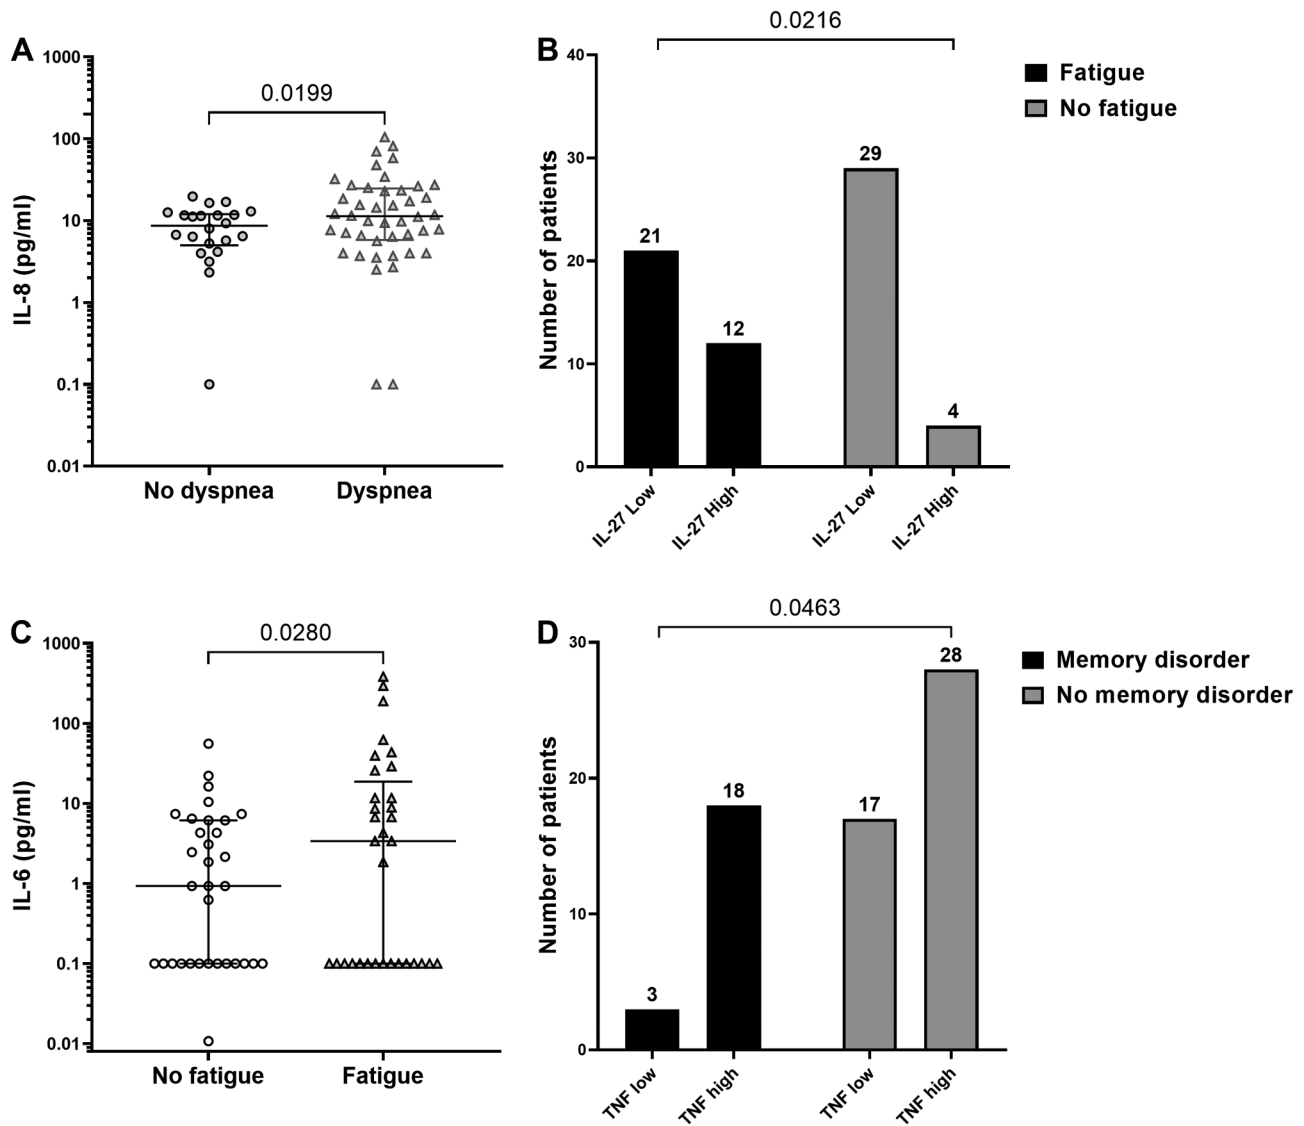 A
0.0199
1000
100
10
1
0.1
0.01
IL-8 (pg/ml)
No dyspnea
Dyspnea
B
0.0216
40
30
20
10
0
Number of patients
21
12
29
4
IL-27 Low
IL-27 High
IL-27 Low
IL-27 High
Fatigue
No fatigue
C
0.0280
1000
100
10
1
0.1
0.01
IL-6 (pg/ml)
No fatigue
Fatigue
D
0.0463
30
20
10
0
Number of patients
3
18
17
28
TNF low
TNF high
TNF low
TNF high
Memory disorder
No memory disorder